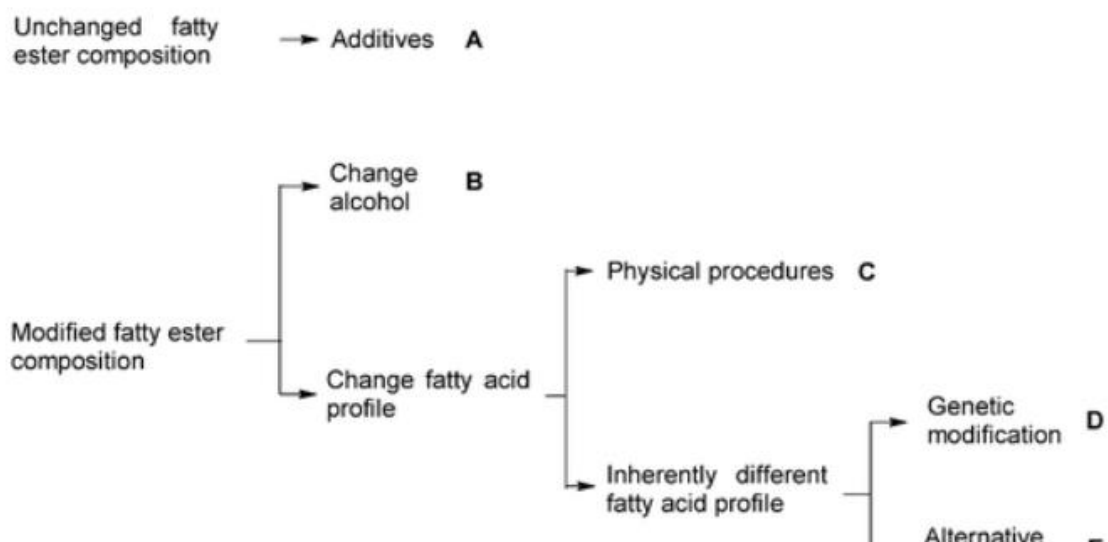 Unchanged fatty
ester composition
Additives A
Change
alcohol
B
Physical procedures C
Modified fatty ester
composition
Change fatty acid
profile
Genetic
modification
D
Inherently different
fatty acid profile
Alternative